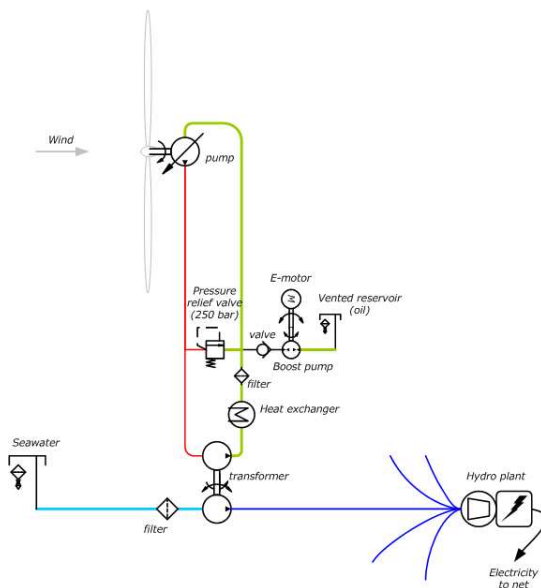 Wind
pump
E-motor
Pressure
relief valve
(250 bar)
Vented reservoir
(oil)
M
valve
Boost pump
filter
Heat exchanger
Seawater
transformer
Hydro plant
filter
Electricity
to net